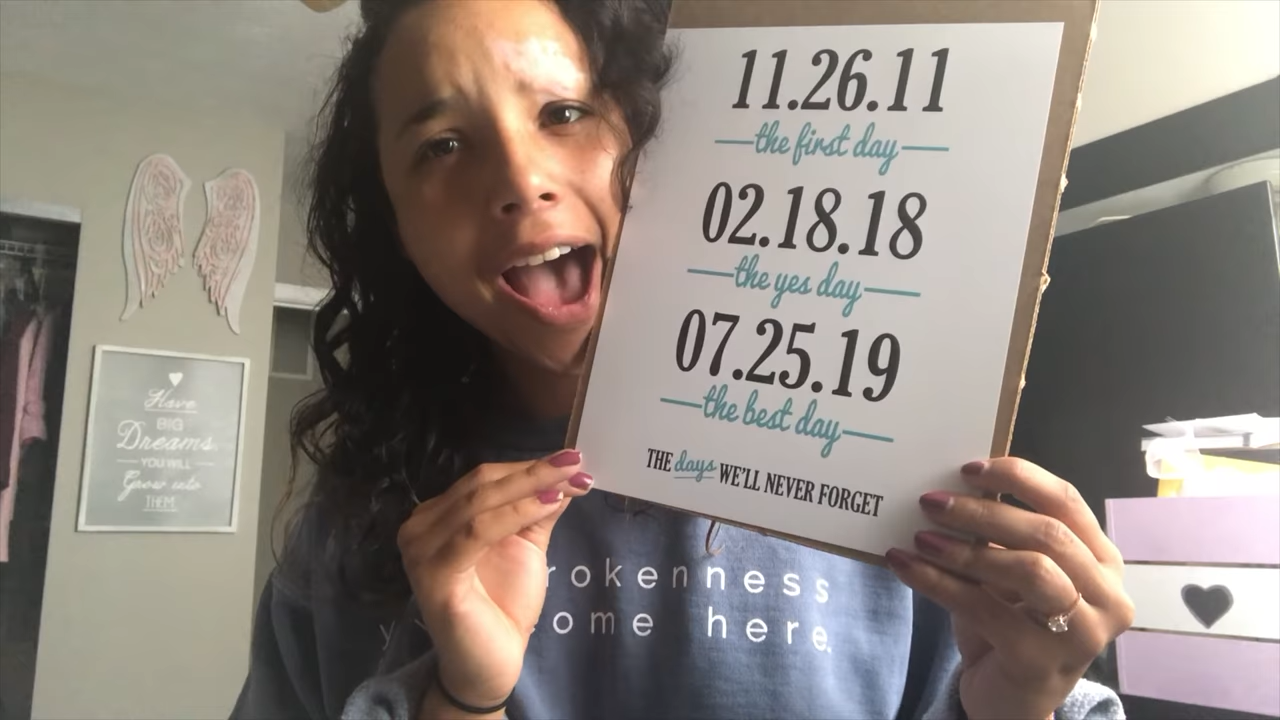 11.26.11
the first day
02.18.18
the yes day
07.25.19
the best day
THE days WE'LL NEVER FORGET
Have
BIG
Dreams
YOU WILL
Grow into
THEM.
rokenness
ome here.